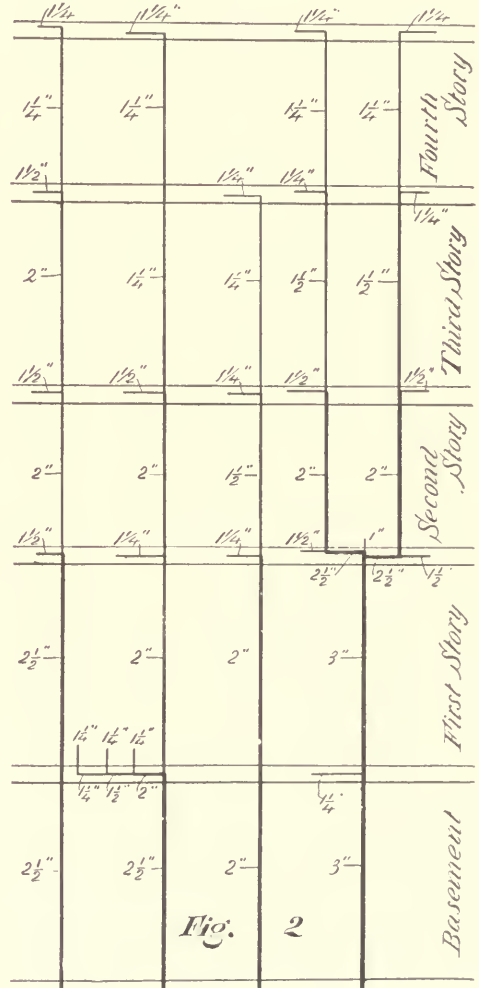 1¼ 1¼" 1¼" 1¼
1¼" 1¼" 1¼" 1¼"
Fourth
Story
1½" 1¼" 1¼"
1¼"
2" 1¼" 1¼" 1½" 1½"
Third Story
1½" 1½" 1¼" 1½" 1½"
2" 2" 1½" 2" 2"
Second
Story
1½" 1¼" 1¼" 1½" 1"
2½" 2½" 1½"
2½" 2" 2" 3"
First Story
1¼" 1¼" 1¼"
1¼" 1½" 2" 1¼"
2½" 2½" 2" 3"
Basement
Fig. 2